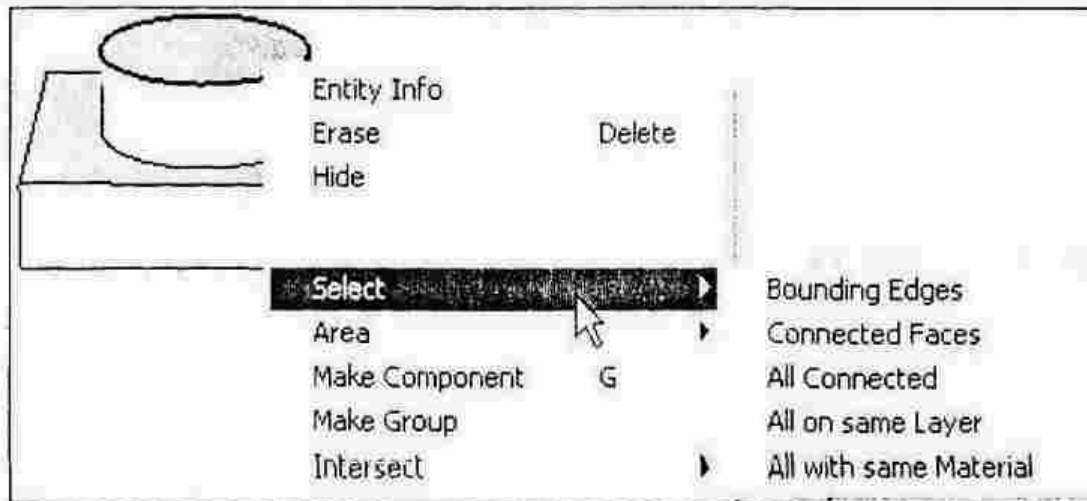 Entity Info
Erase Delete
Hide
Select
Area
Make Component G
Make Group
Intersect
Bounding Edges
Connected Faces
All Connected
All on same Layer
All with same Material